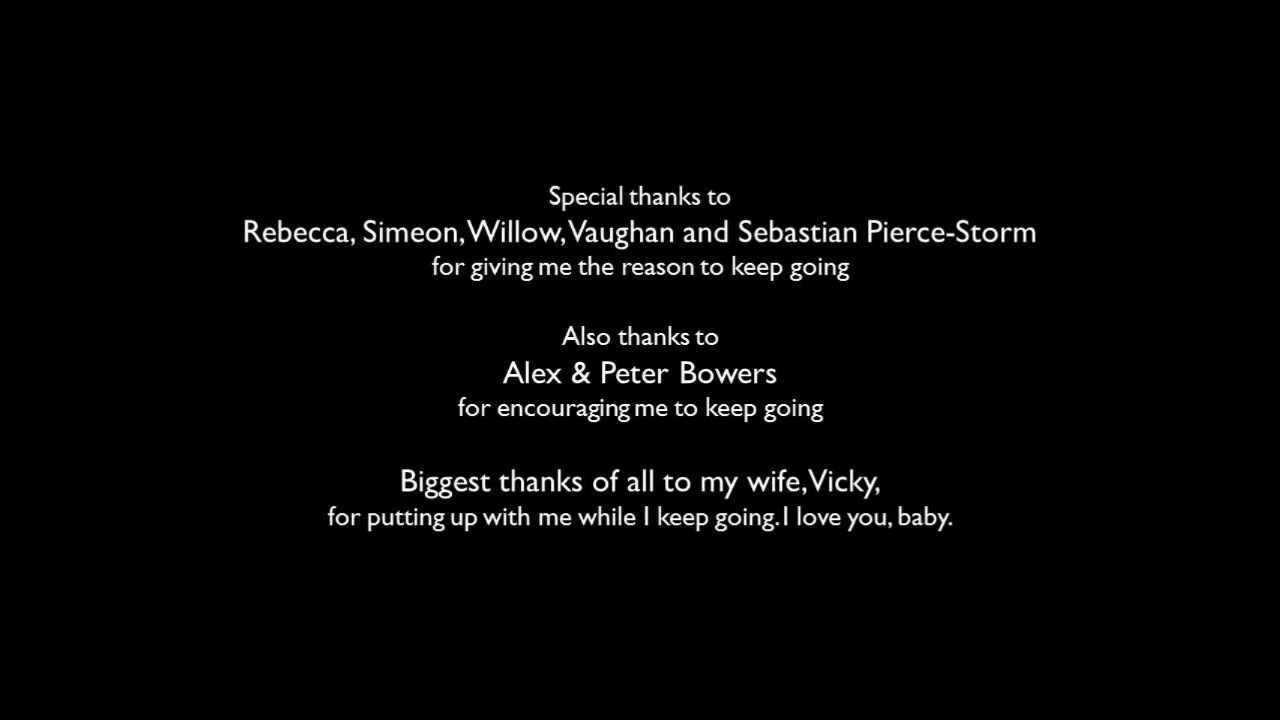 Special thanks to
Rebecca, Simeon, Willow, Vaughan and Sebastian Pierce-Storm
for giving me the reason to keep going
Also thanks to
Alex & Peter Bowers
for encouraging me to keep going
Biggest thanks of all to my wife, Vicky,
for putting up with me while I keep going. I love you, baby.